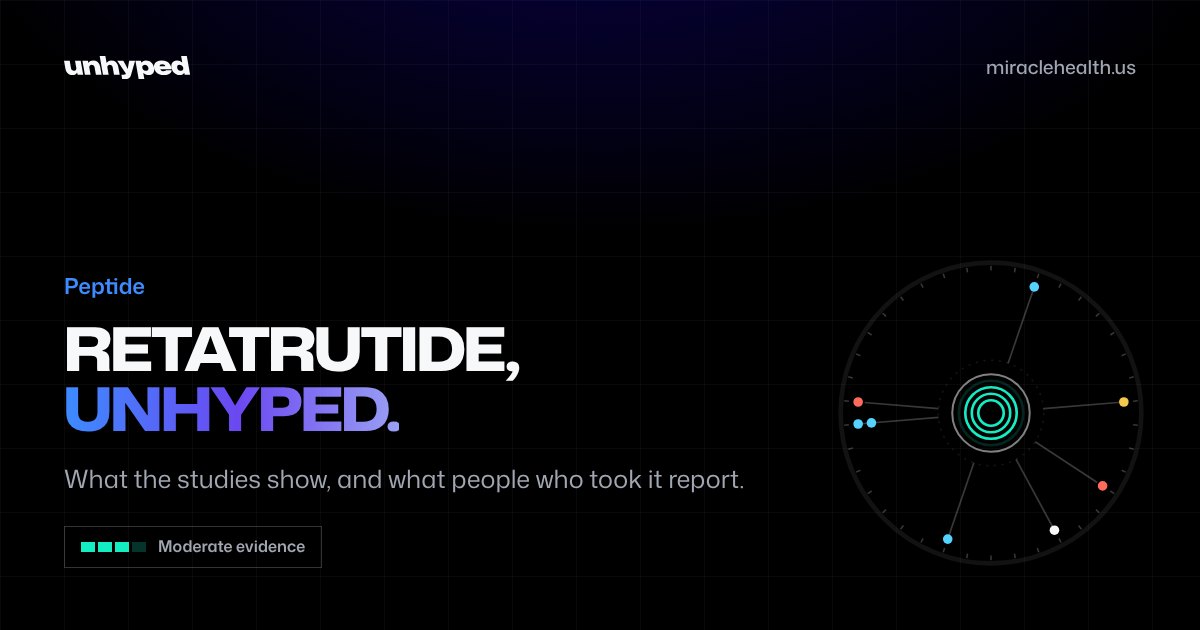 unhyped
miraclehealth.us
Peptide
RETATRUTIDE,
UNHYPED.
What the studies show, and what people who took it report.
Moderate evidence